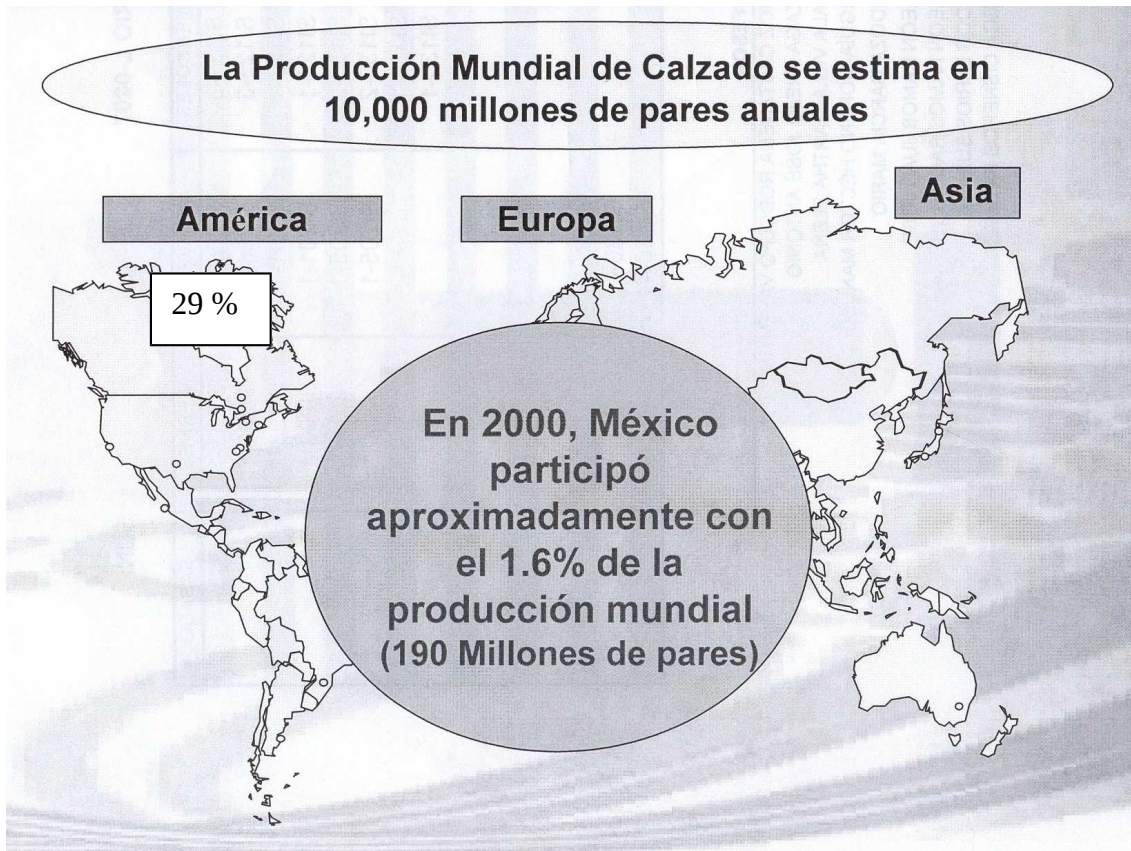 La Producción Mundial de Calzado se estima en
10,000 millones de pares anuales
América
Europa
Asia
29 %
En 2000, México
participó
aproximadamente con
el 1.6% de la
producción mundial
(190 Millones de pares)